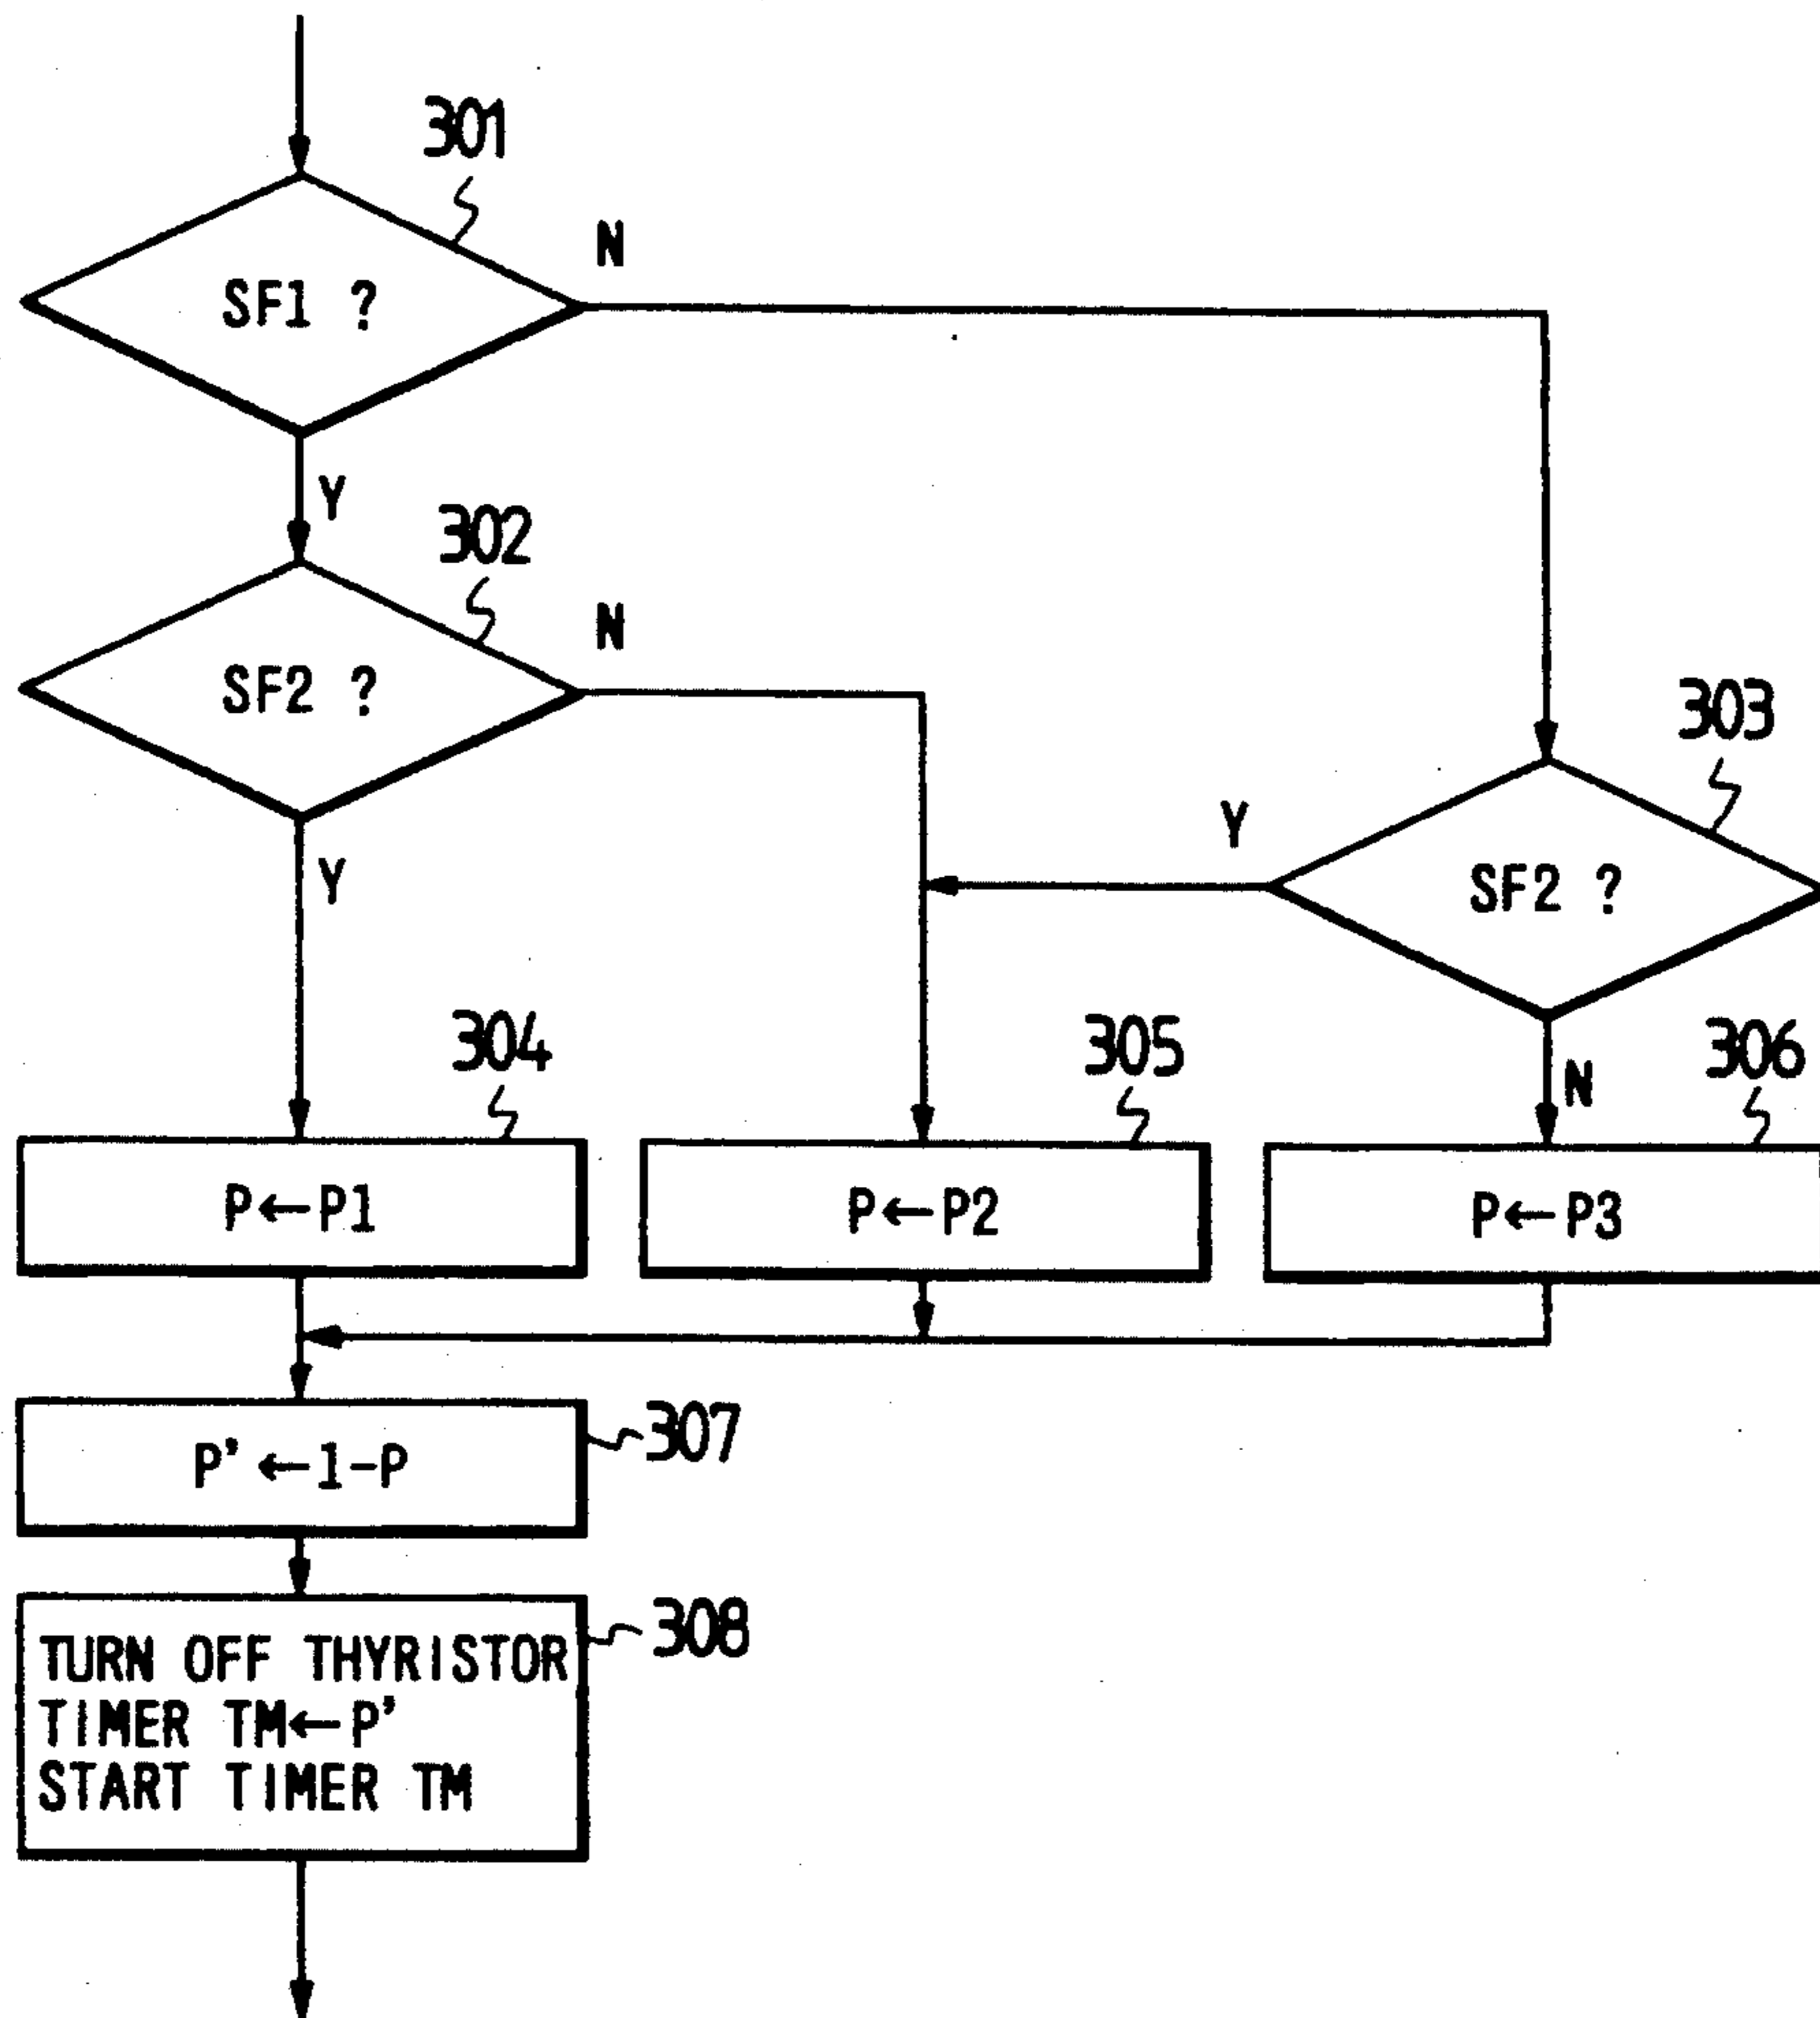 301
SF1 ?
N
Y
302
SF2 ?
N
Y
303
SF2 ?
Y
N
304
P←P1
305
P←P2
306
P←P3
307
P'←1-P
308
TURN OFF THYRISTOR
TIMER TM←P'
START TIMER TM